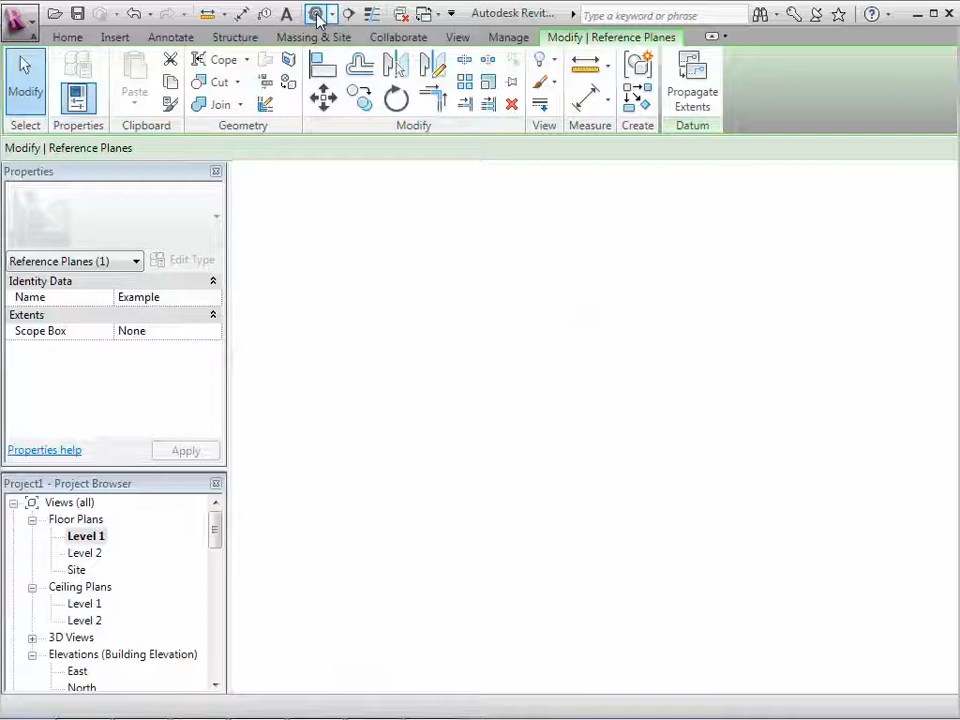 Autodesk Revit...
Type a keyword or phrase
Home
Insert
Annotate
Structure
Massing & Site
Collaborate
View
Manage
Modify | Reference Planes
Modify
Paste
Cope
Cut
Join
Propagate
Extents
Select
Properties
Clipboard
Geometry
Modify
View
Measure
Create
Datum
Modify | Reference Planes
Properties
Reference Planes (1)
Edit Type
Identity Data
Name Example
Extents
Scope Box None
Properties help
Apply
Project1 - Project Browser
Views (all)
Floor Plans
Level 1
Level 2
Site
Ceiling Plans
Level 1
Level 2
3D Views
Elevations (Building Elevation)
East
North